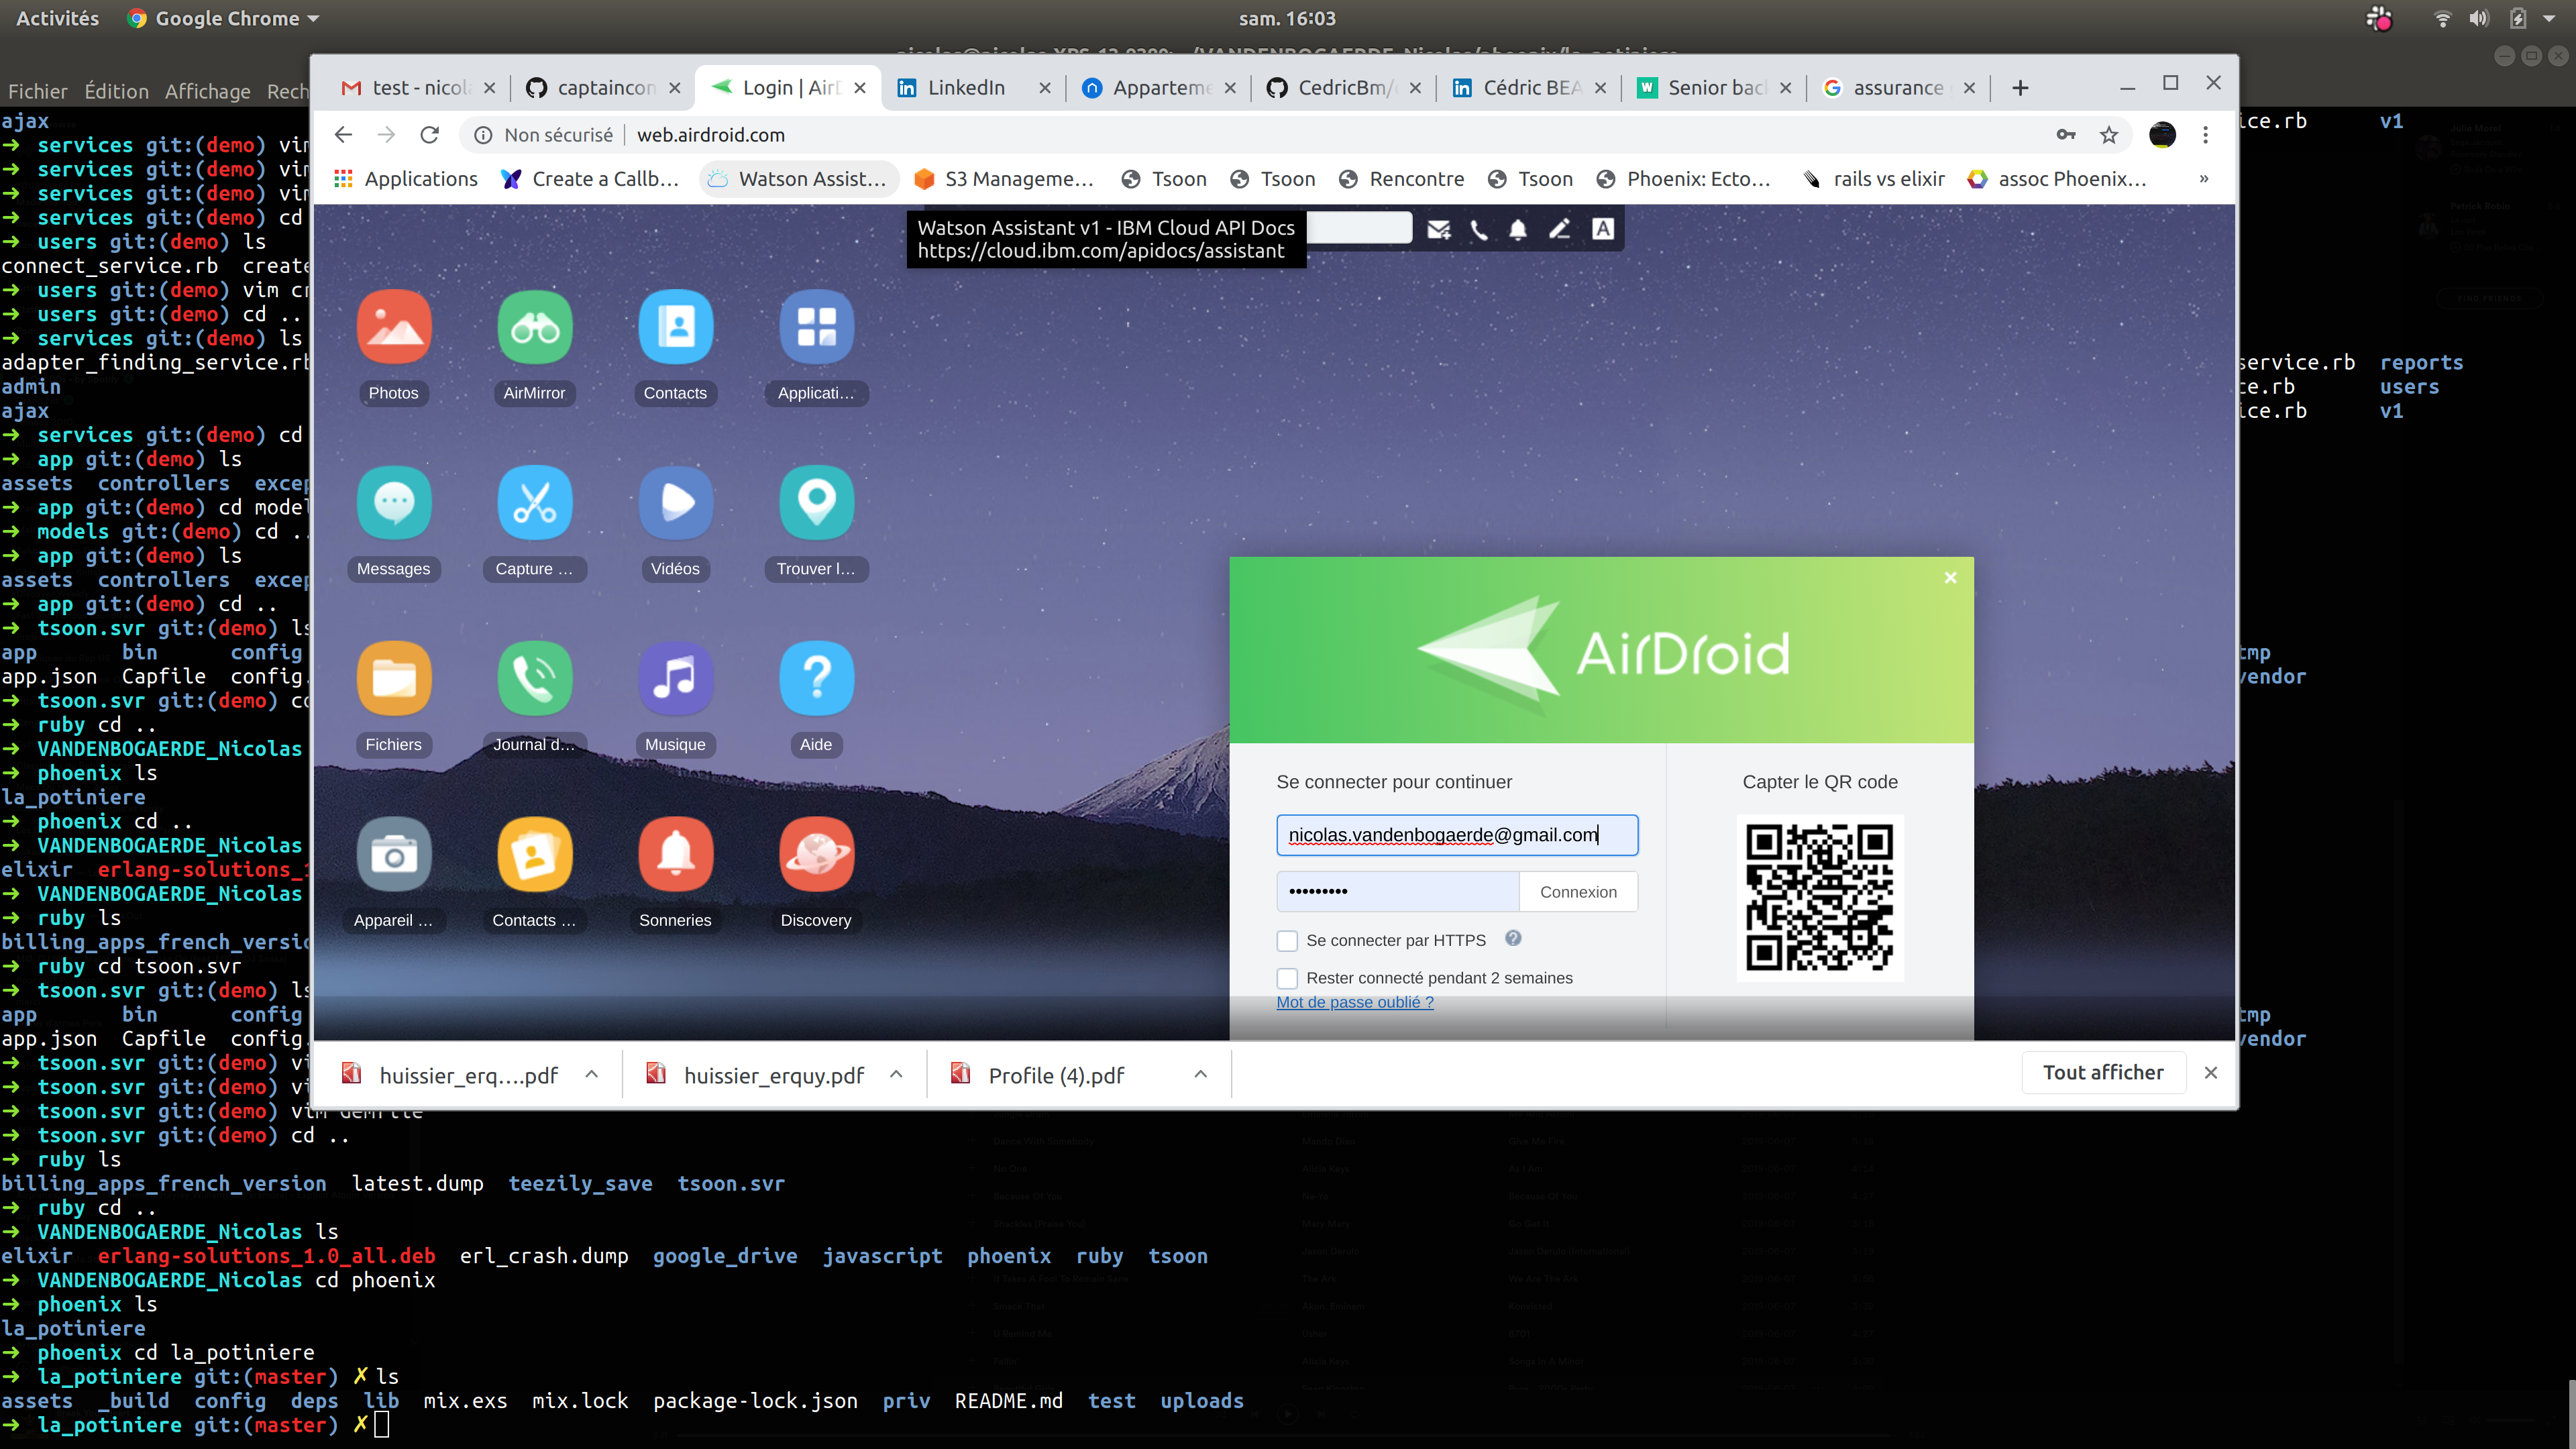 Activités
Google Chrome
sam. 16:03
Fichier Édition Affichage Rech
test - nicol
captaincon
Login | AirD
LinkedIn
Apparteme
CedricBm/
Cédric BEA
Senior bac
assurance
Non sécurisé
web.airdroid.com
Applications
Create a Callb…
Watson Assist…
S3 Manageme…
Tsoon
Tsoon
Rencontre
Tsoon
Phoenix: Ecto…
rails vs elixir
assoc Phoenix…
»
Watson Assistant v1 - IBM Cloud API Docs
https://cloud.ibm.com/apidocs/assistant
A
Photos
AirMirror
Contacts
Applicati…
Messages
Capture …
Vidéos
Trouver l…
Fichiers
Journal d…
Musique
Aide
Appareil …
Contacts …
Sonneries
Discovery
AirDroid
Se connecter pour continuer
nicolas.vandenbogaerde@gmail.com
•••••••••
Connexion
Se connecter par HTTPS
Rester connecté pendant 2 semaines
Mot de passe oublié ?
Capter le QR code
huissier_erq….pdf
huissier_erquy.pdf
Profile (4).pdf
Tout afficher
ajax ice.rb v1
➜ services git:(demo) vim
➜ services git:(demo) vim
➜ services git:(demo) vim
➜ services git:(demo) cd
➜ users git:(demo) ls
connect_service.rb create
➜ users git:(demo) vim cr
➜ users git:(demo) cd ..
➜ services git:(demo) ls
adapter_finding_service.rb service.rb reports
admin ce.rb users
ajax ice.rb v1
➜ services git:(demo) cd
➜ app git:(demo) ls
assets controllers excep
➜ app git:(demo) cd model
➜ models git:(demo) cd ..
➜ app git:(demo) ls
assets controllers excep
➜ app git:(demo) cd ..
➜ tsoon.svr git:(demo) ls
app bin config tmp
app.json Capfile config. vendor
➜ tsoon.svr git:(demo) cd
➜ ruby cd ..
➜ VANDENBOGAERDE_Nicolas
➜ phoenix ls
la_potiniere
➜ phoenix cd ..
➜ VANDENBOGAERDE_Nicolas
elixir erlang-solutions_1
➜ VANDENBOGAERDE_Nicolas
➜ ruby ls
billing_apps_french_versio
➜ ruby cd tsoon.svr
➜ tsoon.svr git:(demo) ls
app bin config tmp
app.json Capfile config. vendor
➜ tsoon.svr git:(demo) vi
➜ tsoon.svr git:(demo) vi
➜ tsoon.svr git:(demo) vim Gemfile
➜ tsoon.svr git:(demo) cd ..
➜ ruby ls
billing_apps_french_version latest.dump teezily_save tsoon.svr
➜ ruby cd ..
➜ VANDENBOGAERDE_Nicolas ls
elixir erlang-solutions_1.0_all.deb erl_crash.dump google_drive javascript phoenix ruby tsoon
➜ VANDENBOGAERDE_Nicolas cd phoenix
➜ phoenix ls
la_potiniere
➜ phoenix cd la_potiniere
➜ la_potiniere git:(master) ✗ ls
assets _build config deps lib mix.exs mix.lock package-lock.json priv README.md test uploads
➜ la_potiniere git:(master) ✗